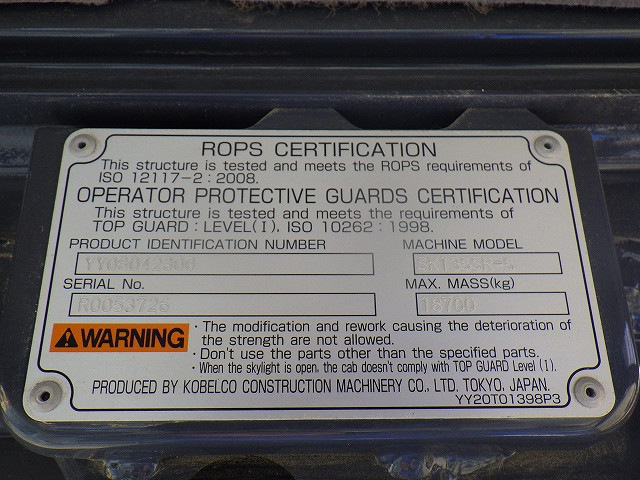 ROPS CERTIFICATION
This structure is tested and meets the ROPS requirements of
ISO 12117-2:2008.
OPERATOR PROTECTIVE GUARDS CERTIFICATION
This structure is tested and meets the requirements of
TOP GUARD:LEVEL(I). ISO 10262:1998.
PRODUCT IDENTIFICATION NUMBER MACHINE MODEL
SERIAL No. MAX. MASS(kg)
R0053726 18700
WARNING
・The modification and rework causing the deterioration of
the strength are not allowed.
・Don't use the parts other than the specified parts.
・When the skylight is open, the cab doesn't comply with TOP GUARD Level (I).
PRODUCED BY KOBELCO CONSTRUCTION MACHINERY CO., LTD. TOKYO, JAPAN.
YY20T01398P3